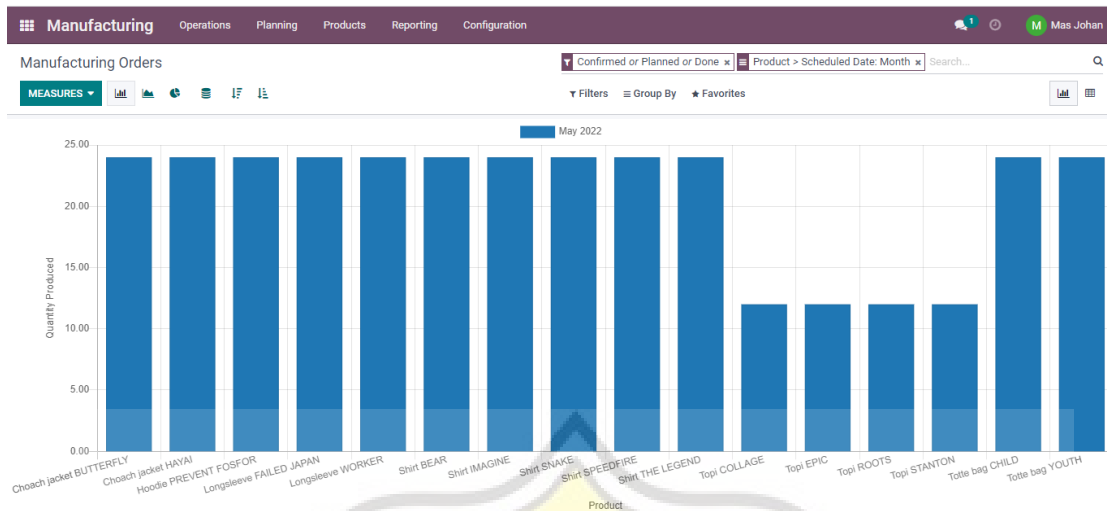 Manufacturing Operations Planning Products Reporting Configuration 1 M Mas Johan
Manufacturing Orders Confirmed or Planned or Done × Product > Scheduled Date: Month × Search...
MEASURES Filters Group By Favorites
May 2022
25.00
20.00
15.00
10.00
5.00
0.00
Quantity Produced
Choach jacket BUTTERFLY
Choach jacket HAYAI
Hoodie PREVENT FOSFOR
Longsleeve FAILED JAPAN
Longsleeve WORKER
Shirt BEAR
Shirt IMAGINE
Shirt SNAKE
Shirt SPEEDFIRE
Shirt THE LEGEND
Topi COLLAGE
Topi EPIC
Topi ROOTS
Topi STANTON
Totte bag CHILD
Totte bag YOUTH
Product